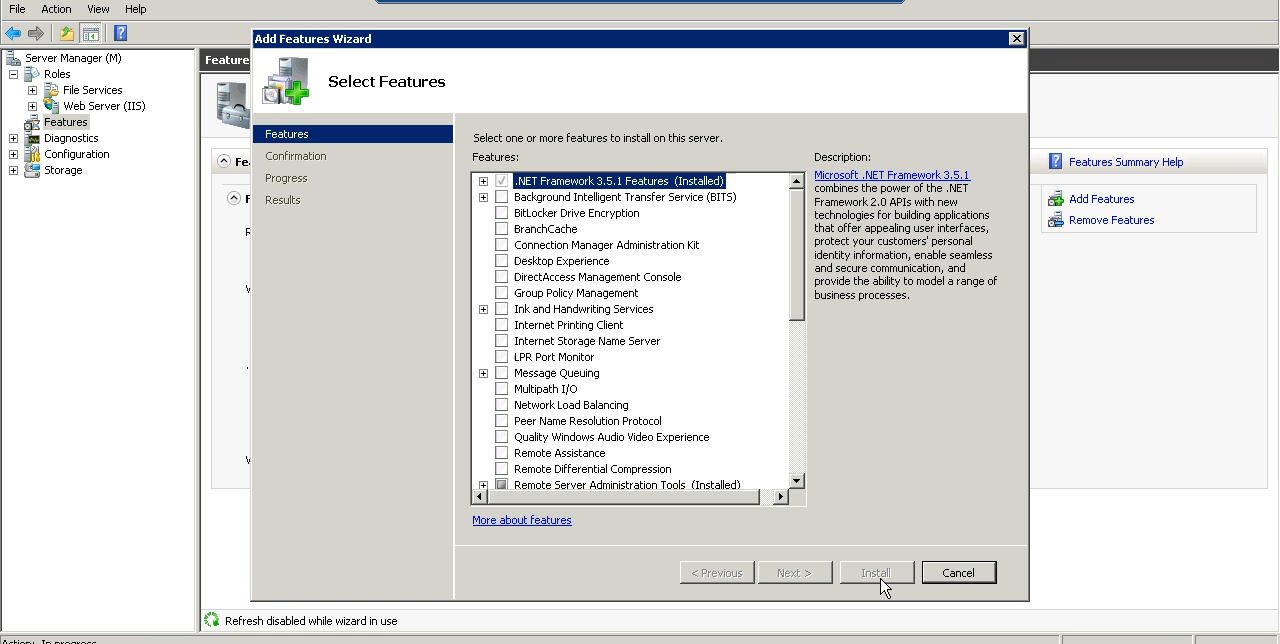 File Action View Help
Server Manager (M)
Roles
File Services
Web Server (IIS)
Features
Diagnostics
Configuration
Storage
Feature
Fe
F
Add Features Wizard
Select Features
Features
Confirmation
Progress
Results
Select one or more features to install on this server.
Features:
.NET Framework 3.5.1 Features (Installed)
Background Intelligent Transfer Service (BITS)
BitLocker Drive Encryption
BranchCache
Connection Manager Administration Kit
Desktop Experience
DirectAccess Management Console
Group Policy Management
Ink and Handwriting Services
Internet Printing Client
Internet Storage Name Server
LPR Port Monitor
Message Queuing
Multipath I/O
Network Load Balancing
Peer Name Resolution Protocol
Quality Windows Audio Video Experience
Remote Assistance
Remote Differential Compression
Remote Server Administration Tools (Installed)
More about features
Description:
Microsoft .NET Framework 3.5.1
combines the power of the .NET
Framework 2.0 APIs with new
technologies for building applications
that offer appealing user interfaces,
protect your customers' personal
identity information, enable seamless
and secure communication, and
provide the ability to model a range of
business processes.
< Previous Next > Install Cancel
Features Summary Help
Add Features
Remove Features
Refresh disabled while wizard in use